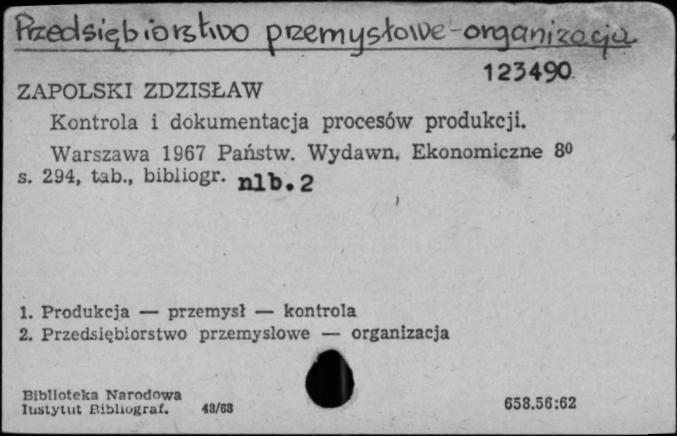 Przedsiębiorstwo przemysłowe-organizacja
123490
ZAPOLSKI ZDZISŁAW
Kontrola i dokumentacja procesów produkcji.
Warszawa 1967 Państw. Wydawn. Ekonomiczne 8⁰
s. 294, tab., bibliogr. nlb. 2
1. Produkcja — przemysł — kontrola
2. Przedsiębiorstwo przemysłowe — organizacja
Biblioteka Narodowa
Instytut Bibliograf. 48/68
658.56:62